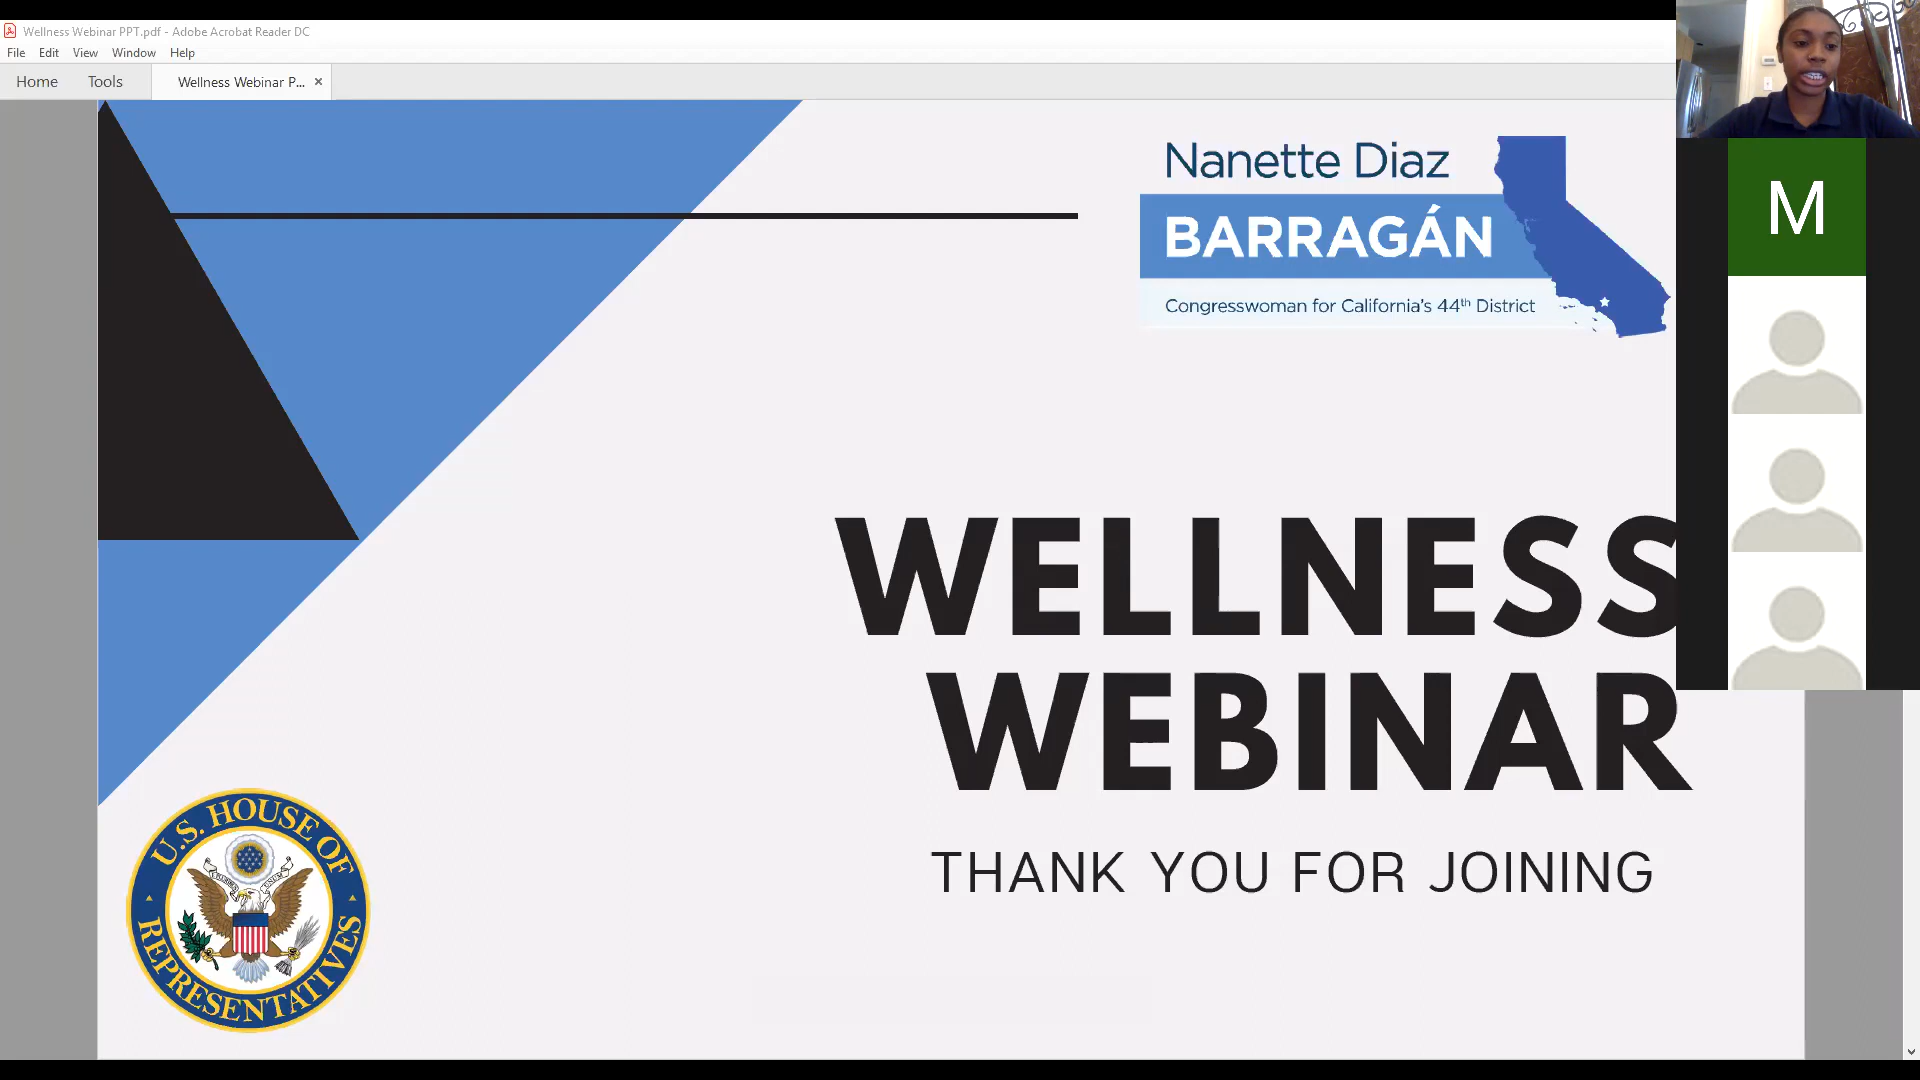 Wellness Webinar PPT.pdf - Adobe Acrobat Reader DC
File Edit View Window Help
Home Tools Wellness Webinar P... ×
Nanette Diaz
BARRAGÁN
Congresswoman for California's 44th District
M
WELLNESS
WEBINAR
THANK YOU FOR JOINING
U.S. HOUSE OF
REPRESENTATIVES